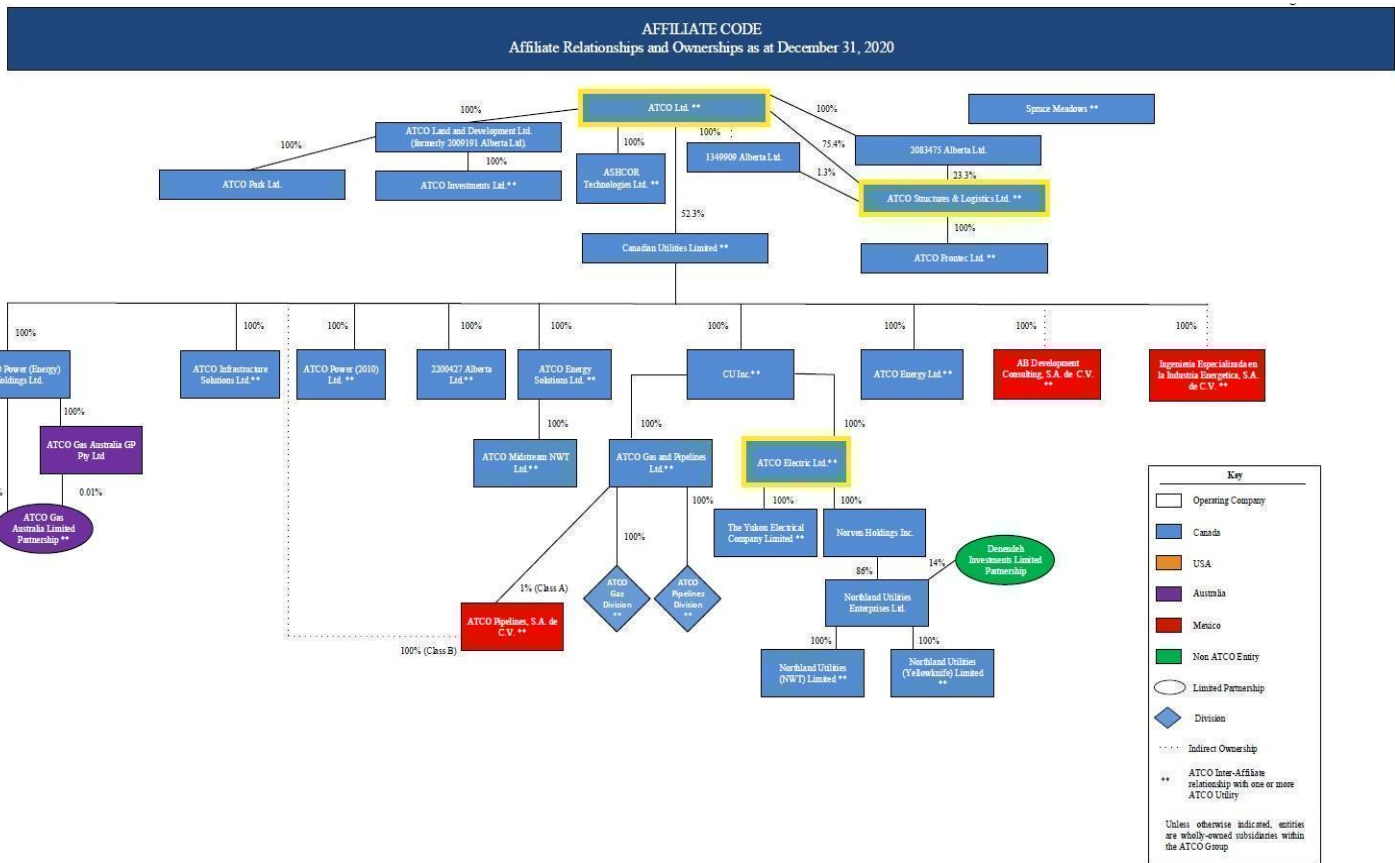 AFFILIATE CODE
Affiliate Relationships and Ownerships as at December 31, 2020
ATCO Ltd. **
Spruce Meadows **
100%
100%
ATCO Land and Development Ltd.
(formerly 2009191 Alberta Ltd).
100%
100%
100%
75.4%
1349909 Alberta Ltd.
2083475 Alberta Ltd.
100%
ATCO Park Ltd.
ATCO Investments Ltd.**
ASHCOR
Technologies Ltd. **
1.3%
23.3%
ATCO Structures & Logistics Ltd. **
52.3%
100%
Canadian Utilities Limited **
ATCO Frontec Ltd. **
100%
100%
100%
100%
100%
100%
100%
100%
100%
Power (Energy)
Holdings Ltd.
ATCO Infrastructure
Solutions Ltd.**
ATCO Power (2010)
Ltd. **
2200427 Alberta
Ltd.**
ATCO Energy
Solutions Ltd. **
CU Inc.**
ATCO Energy Ltd.**
AB Development
Consulting, S.A. de C.V.
**
Ingenieria Especializada en
la Industria Energetica, S.A.
de C.V. **
100%
100%
100%
100%
ATCO Gas Australia GP
Pty Ltd
ATCO Midstream NWT
Ltd.**
ATCO Gas and Pipelines
Ltd.**
ATCO Electric Ltd.**
0.01%
100%
100%
100%
ATCO Gas
Australia Limited
Partnership **
The Yukon Electrical
Company Limited **
Norven Holdings Inc.
Denendeh
Investments Limited
Partnership
100%
86%
14%
1% (Class A)
ATCO
Gas
Division
**
ATCO
Pipelines
Division
**
Northland Utilities
Enterprises Ltd.
ATCO Pipelines, S.A. de
C.V. **
100% (Class B)
100%
100%
Northland Utilities
(NWT) Limited **
Northland Utilities
(Yellowknife) Limited
**
Key
Operating Company
Canada
USA
Australia
Mexico
Non ATCO Entity
Limited Partnership
Division
Indirect Ownership
** ATCO Inter-Affiliate
relationship with one or more
ATCO Utility
Unless otherwise indicated, entities
are wholly-owned subsidiaries within
the ATCO Group